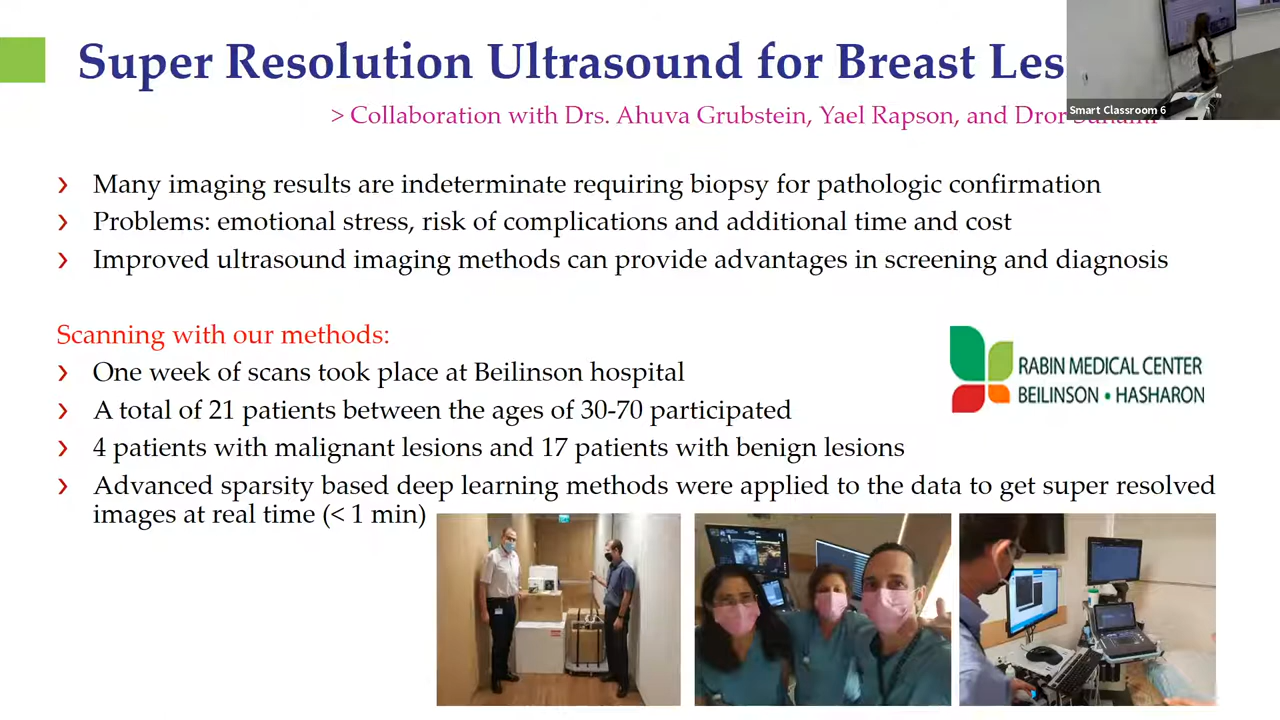 Super Resolution Ultrasound for Breast Les
Smart Classroom 6
> Collaboration with Drs. Ahuva Grubstein, Yael Rapson, and Dror
› Many imaging results are indeterminate requiring biopsy for pathologic confirmation
› Problems: emotional stress, risk of complications and additional time and cost
› Improved ultrasound imaging methods can provide advantages in screening and diagnosis
Scanning with our methods:
› One week of scans took place at Beilinson hospital
› A total of 21 patients between the ages of 30-70 participated
› 4 patients with malignant lesions and 17 patients with benign lesions
› Advanced sparsity based deep learning methods were applied to the data to get super resolved
images at real time (< 1 min)
RABIN MEDICAL CENTER
BEILINSON • HASHARON